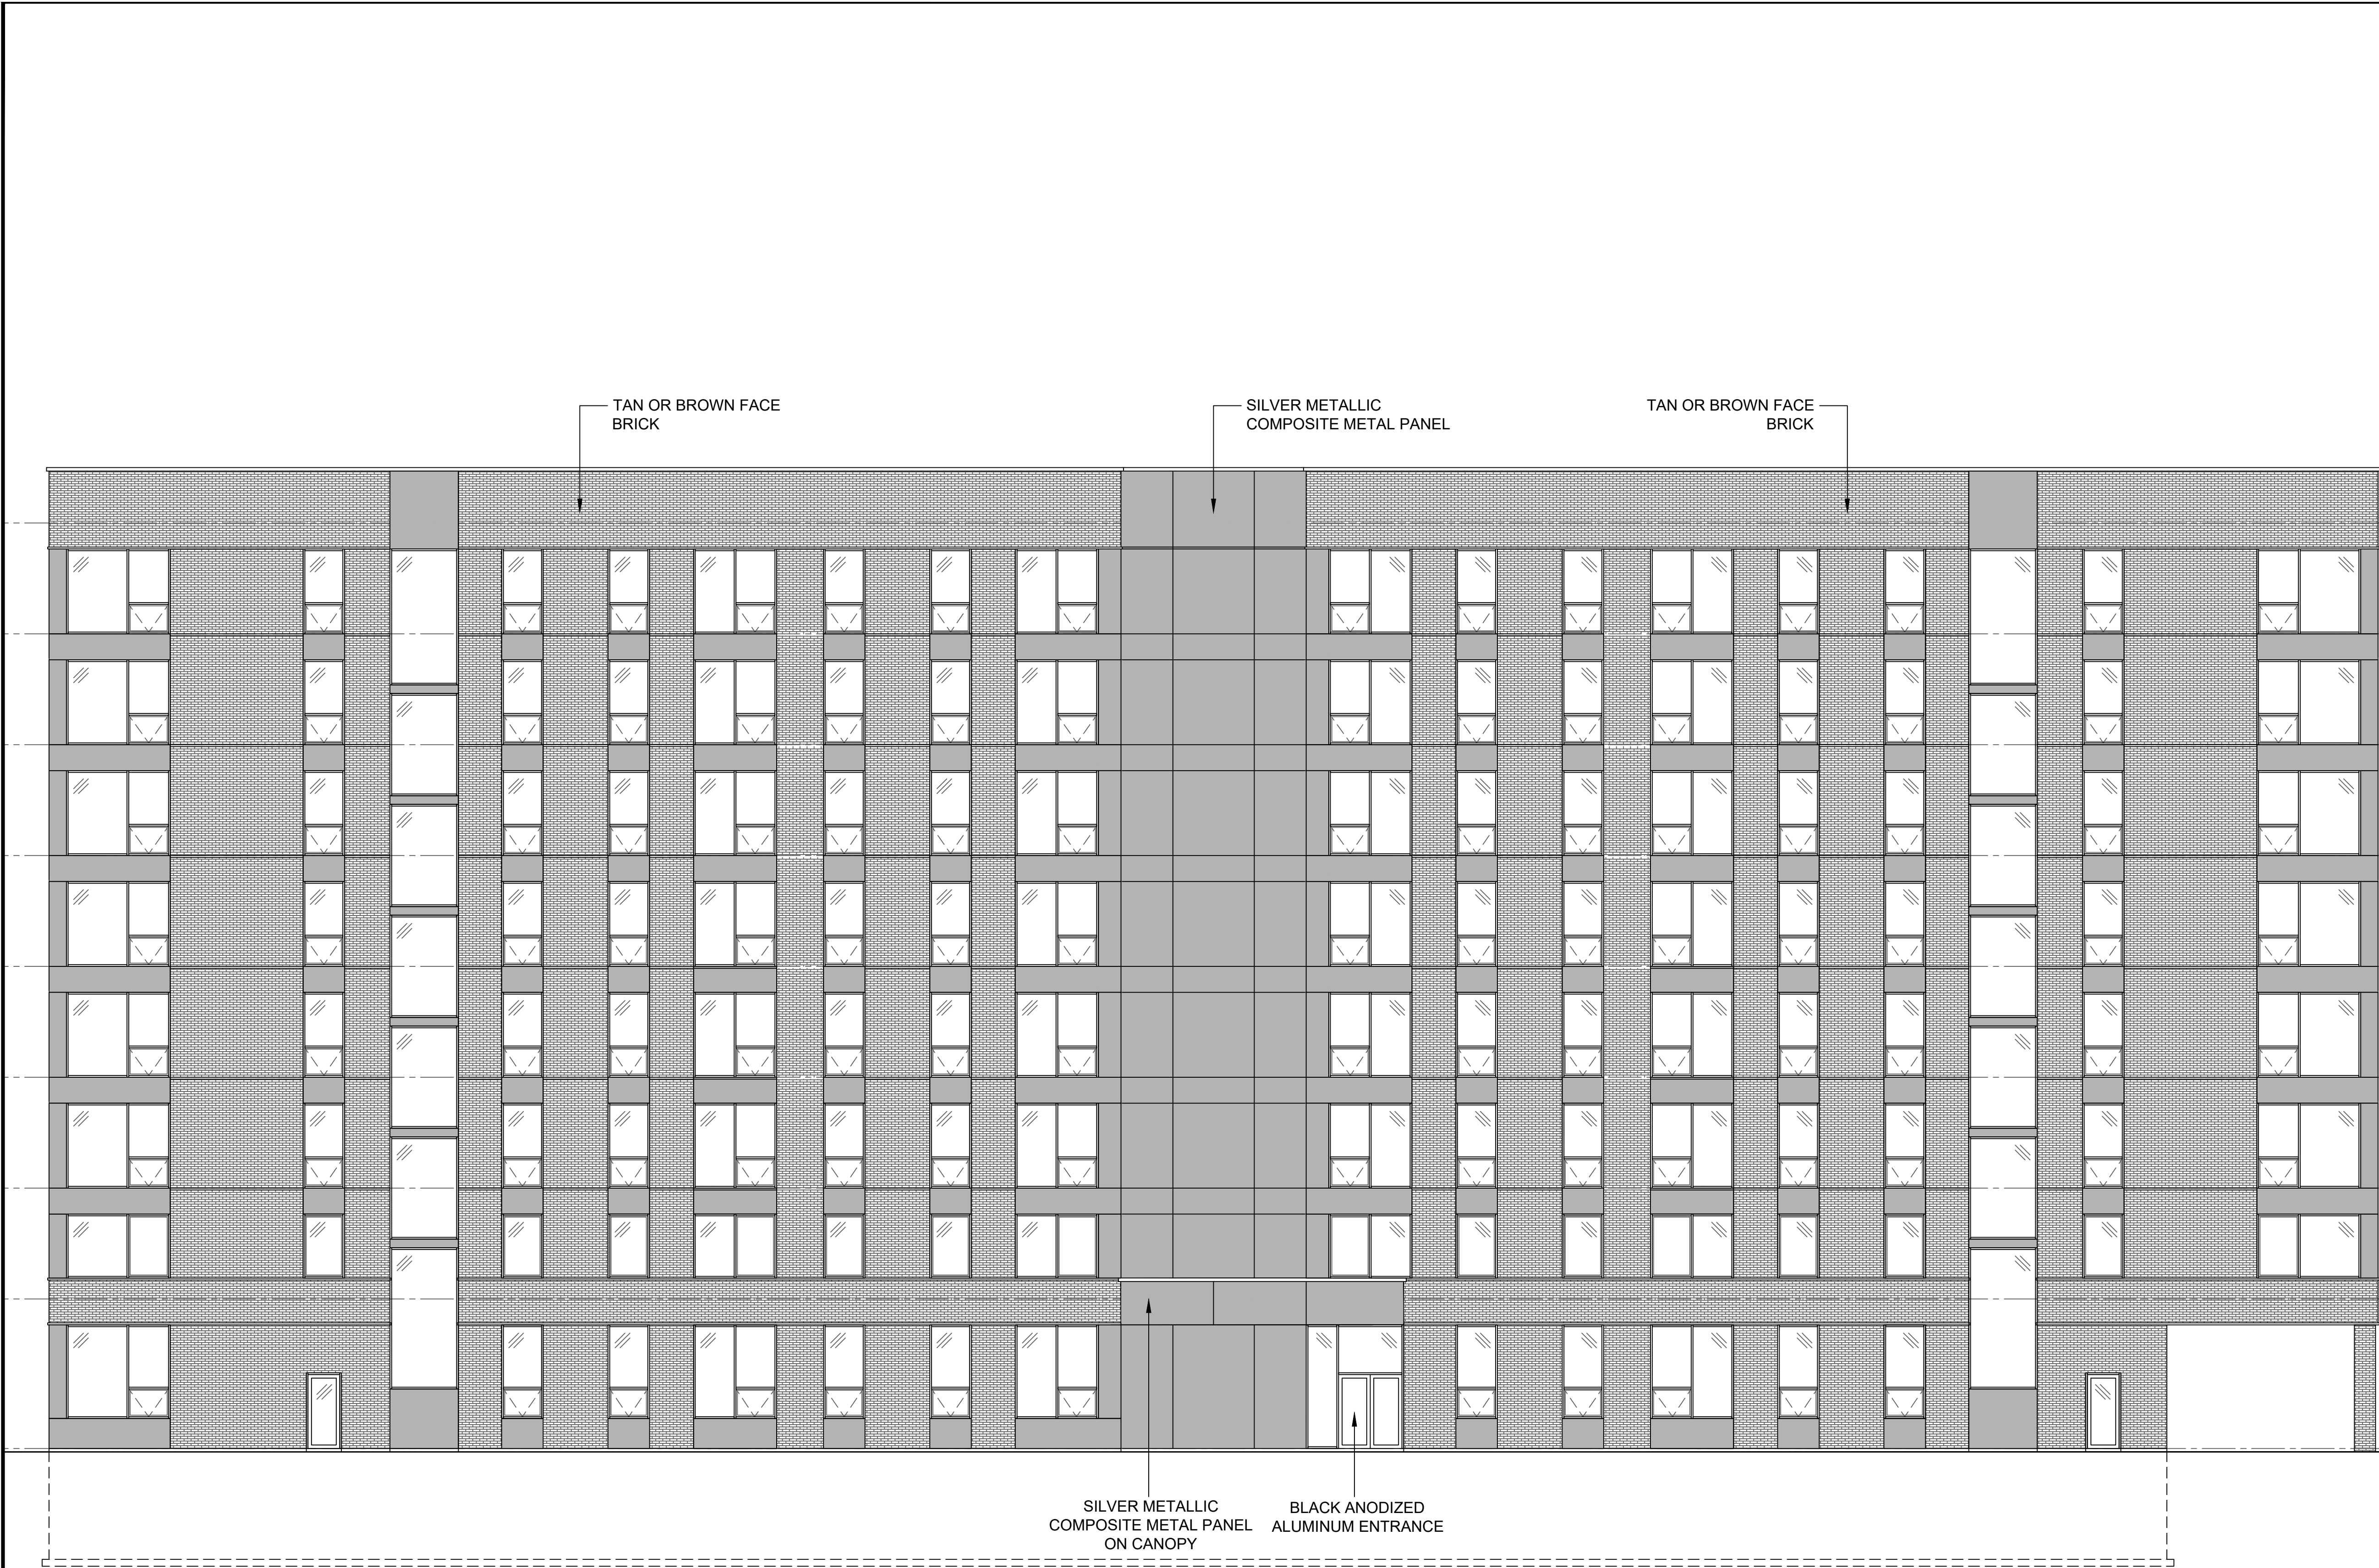 TAN OR BROWN FACE
BRICK
SILVER METALLIC
COMPOSITE METAL PANEL
TAN OR BROWN FACE
BRICK
SILVER METALLIC
COMPOSITE METAL PANEL
ON CANOPY
BLACK ANODIZED
ALUMINUM ENTRANCE